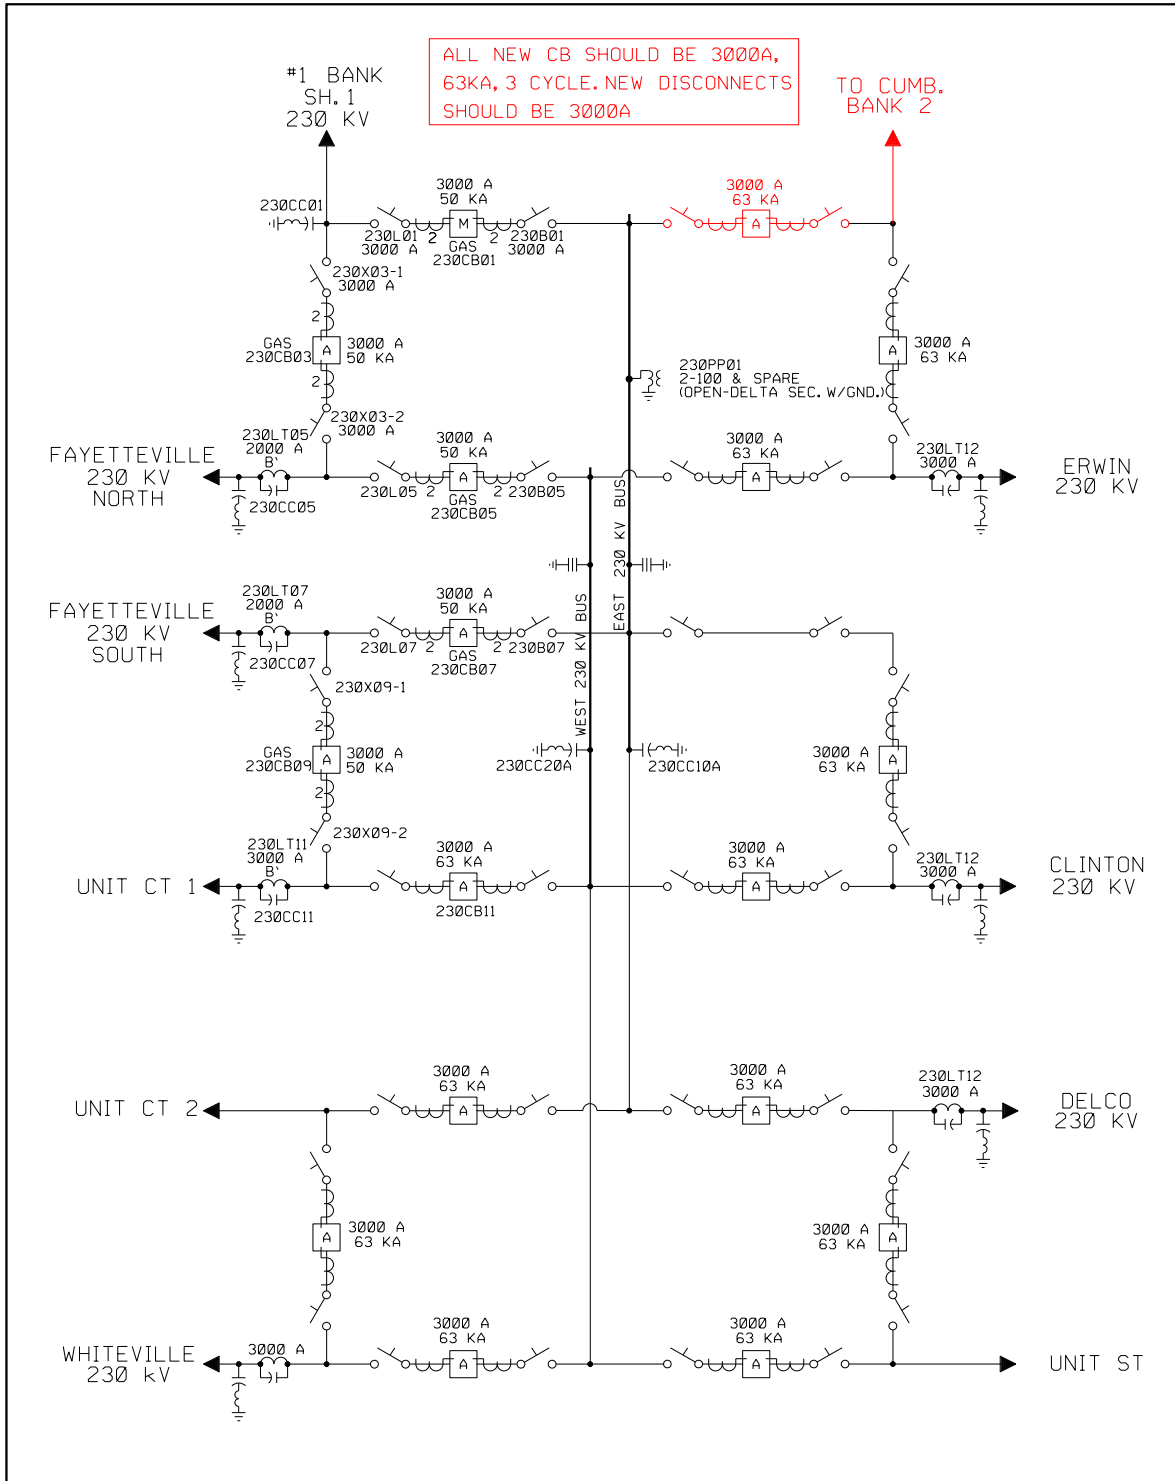 ALL NEW CB SHOULD BE 3000A,
63KA, 3 CYCLE. NEW DISCONNECTS
SHOULD BE 3000A
#1 BANK
SH. 1
230 KV
TO CUMB.
BANK 2
230CC01
3000 A
50 KA
M
2
2
230L01
3000 A
GAS
230CB01
230B01
3000 A
3000 A
63 KA
A
230X03-1
3000 A
2
GAS
230CB03
A
3000 A
50 KA
2
230X03-2
3000 A
3000 A
63 KA
A
230PP01
2-100 & SPARE
(OPEN-DELTA SEC. W/GND.)
FAYETTEVILLE
230 KV
NORTH
230LT05
2000 A
B'
230CC05
3000 A
50 KA
A
230L05
2
2
230B05
GAS
230CB05
3000 A
63 KA
A
230LT12
3000 A
ERWIN
230 KV
WEST 230 KV BUS
EAST 230 KV BUS
FAYETTEVILLE
230 KV
SOUTH
230LT07
2000 A
B'
230CC07
3000 A
50 KA
A
230L07
2
2
230B07
GAS
230CB07
230X09-1
2
GAS
230CB09
A
3000 A
50 KA
2
230X09-2
230CC20A
230CC10A
3000 A
63 KA
A
UNIT CT 1
230LT11
3000 A
B'
230CC11
3000 A
63 KA
A
230CB11
3000 A
63 KA
A
230LT12
3000 A
CLINTON
230 KV
UNIT CT 2
3000 A
63 KA
A
3000 A
63 KA
A
230LT12
3000 A
DELCO
230 KV
A
3000 A
63 KA
3000 A
63 KA
A
WHITEVILLE
230 kV
3000 A
3000 A
63 KA
A
3000 A
63 KA
A
UNIT ST